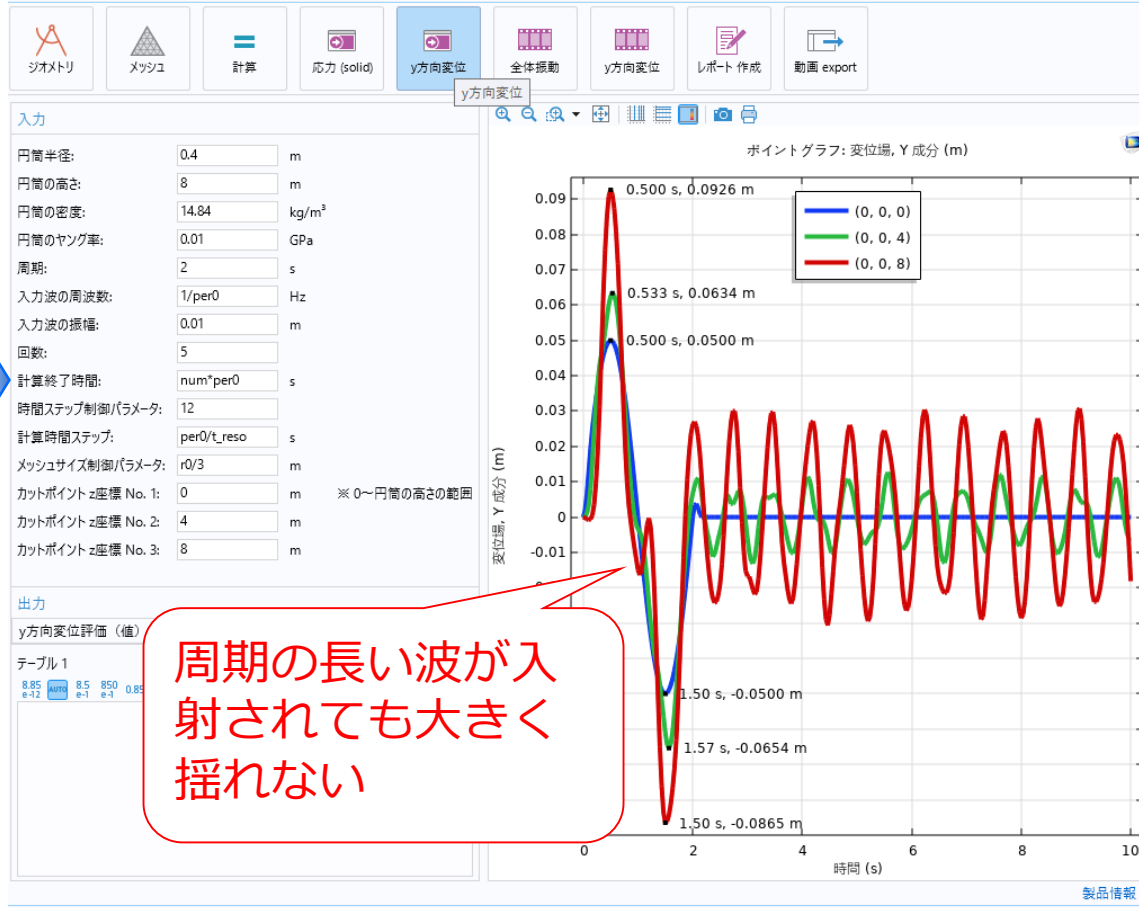 ジオメトリ
メッシュ
計算
応力 (solid)
y方向変位
全体振動
y方向変位
レポート 作成
動画 export
y方向変位
入力
円筒半径: 0.4 m
円筒の高さ: 8 m
円筒の密度: 14.84 kg/m³
円筒のヤング率: 0.01 GPa
周期: 2 s
入力波の周波数: 1/per0 Hz
入力波の振幅: 0.01 m
回数: 5
計算終了時間: num*per0 s
時間ステップ制御パラメータ: 12
計算時間ステップ: per0/t_reso s
メッシュサイズ制御パラメータ: r0/3 m
カットポイント z座標 No. 1: 0 m ※ 0～円筒の高さの範囲
カットポイント z座標 No. 2: 4 m
カットポイント z座標 No. 3: 8 m
出力
y方向変位評価（値）
テーブル 1
8.85 e-12 AUTO 8.5 e-1 850 e-1 0.85
ポイントグラフ: 変位場, Y 成分 (m)
0.500 s, 0.0926 m
0.533 s, 0.0634 m
0.500 s, 0.0500 m
(0, 0, 0)
(0, 0, 4)
(0, 0, 8)
0.09
0.08
0.07
0.06
0.05
0.04
0.03
0.02
0.01
0
-0.01
変位場, Y 成分 (m)
1.50 s, -0.0500 m
1.57 s, -0.0654 m
1.50 s, -0.0865 m
0 2 4 6 8 10
時間 (s)
周期の長い波が入
射されても大きく
揺れない
製品情報